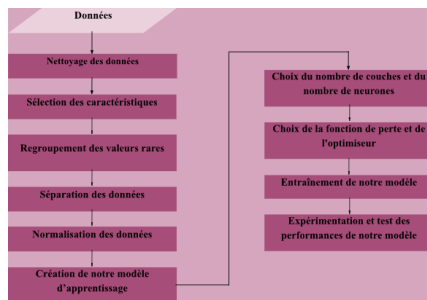 Données
Nettoyage des données
Sélection des caractéristiques
Regroupement des valeurs rares
Séparation des données
Normalisation des données
Création de notre modèle
d'apprentissage
Choix du nombre de couches et du
nombre de neurones
Choix de la fonction de perte et de
l'optimiseur
Entraînement de notre modèle
Expérimentation et test des
performances de notre modèle